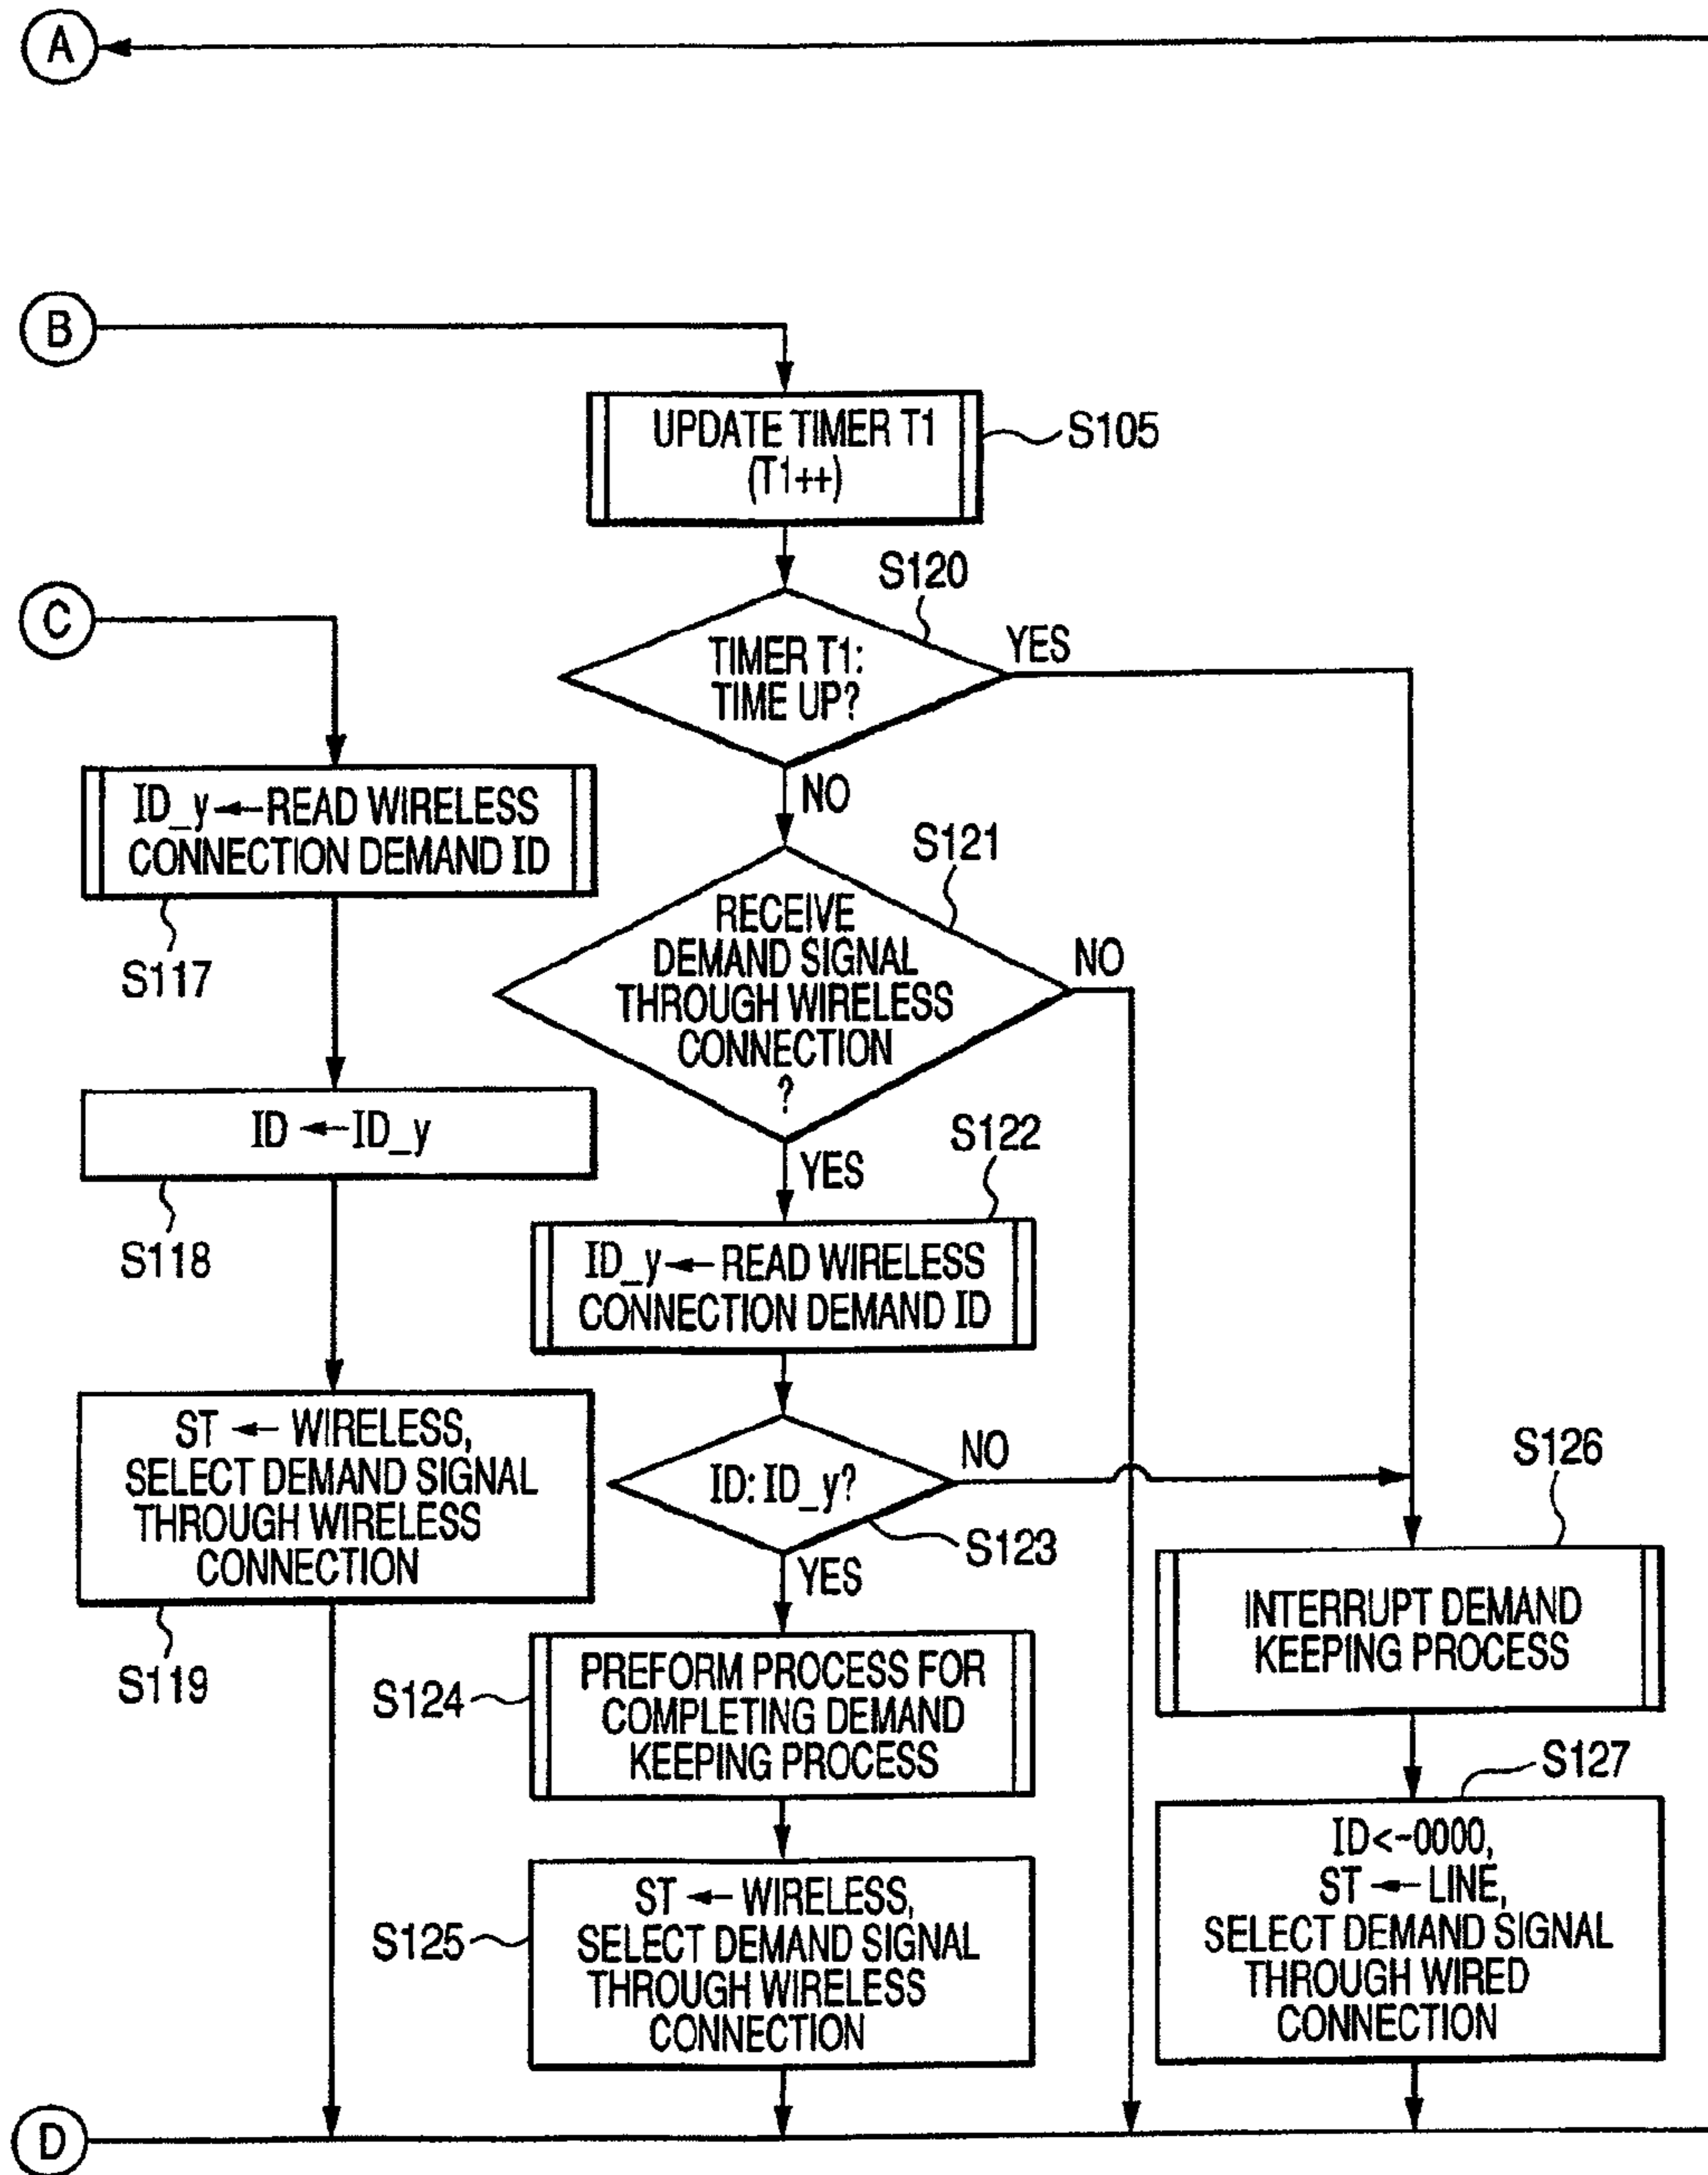 A
B
UPDATE TIMER T1
(T1++)
S105
S120
C
TIMER T1:
TIME UP?
YES
NO
ID_y←READ WIRELESS
CONNECTION DEMAND ID
S117
S121
RECEIVE
DEMAND SIGNAL
THROUGH WIRELESS
CONNECTION
?
NO
YES
ID ← ID_y
S118
S122
ID_y← READ WIRELESS
CONNECTION DEMAND ID
ST ← WIRELESS,
SELECT DEMAND SIGNAL
THROUGH WIRELESS
CONNECTION
S119
ID: ID_y?
NO
S123
YES
S126
INTERRUPT DEMAND
KEEPING PROCESS
S124
PREFORM PROCESS FOR
COMPLETING DEMAND
KEEPING PROCESS
S127
ID<-0000,
ST ← LINE,
SELECT DEMAND SIGNAL
THROUGH WIRED
CONNECTION
S125
ST ← WIRELESS,
SELECT DEMAND SIGNAL
THROUGH WIRELESS
CONNECTION
D